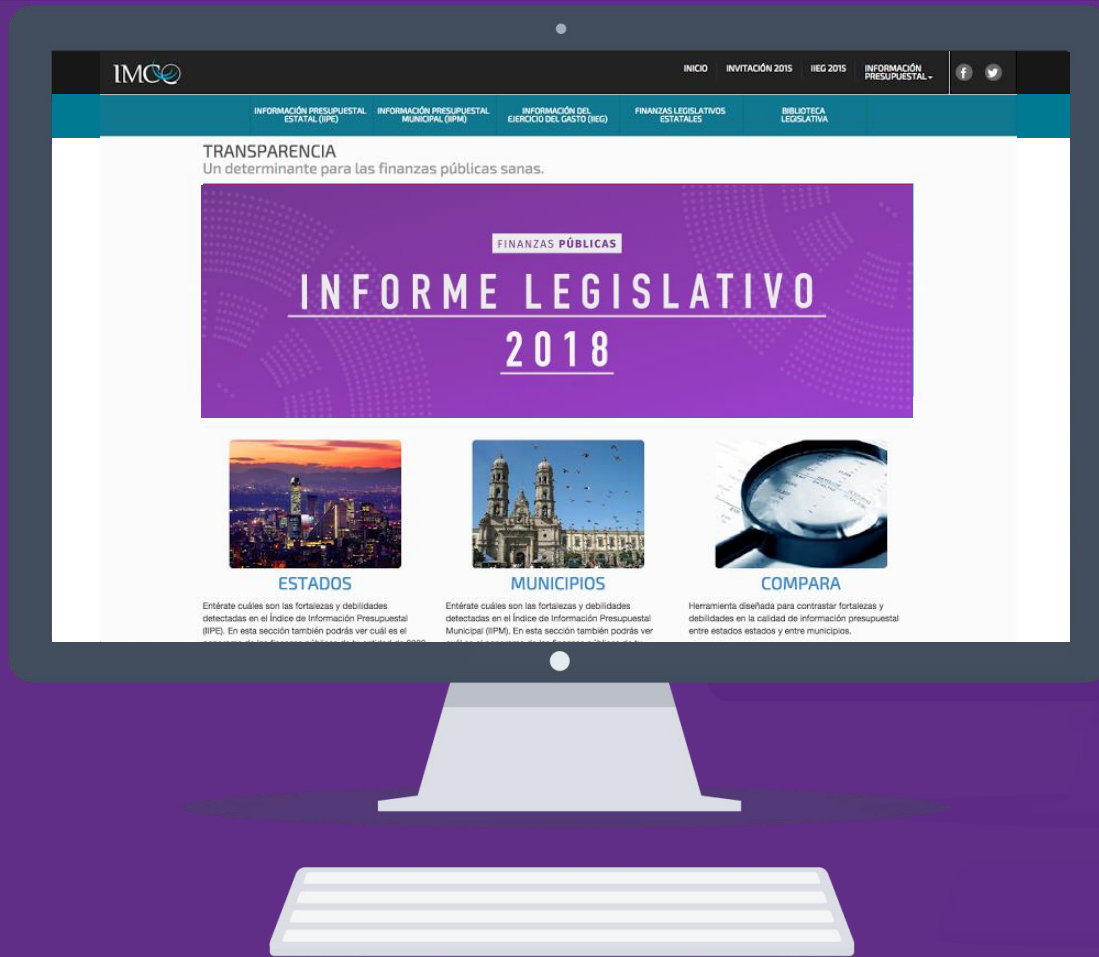 IMCO
INICIO
INVITACIÓN 2015
IIEG 2015
INFORMACIÓN
PRESUPUESTAL
INFORMACIÓN PRESUPUESTAL
ESTATAL (IIPE)
INFORMACIÓN PRESUPUESTAL
MUNICIPAL (IIPM)
INFORMACIÓN DEL
EJERCICIO DEL GASTO (IIEG)
FINANZAS LEGISLATIVOS
ESTATALES
BIBLIOTECA
LEGISLATIVA
TRANSPARENCIA
Un determinante para las finanzas públicas sanas.
FINANZAS PÚBLICAS
INFORME LEGISLATIVO
2018
ESTADOS
Entérate cuáles son las fortalezas y debilidades
detectadas en el Índice de Información Presupuestal
(IIPE). En esta sección también podrás ver cuál es el
MUNICIPIOS
Entérate cuáles son las fortalezas y debilidades
detectadas en el Índice de Información Presupuestal
Municipal (IIPM). En esta sección también podrás ver
COMPARA
Herramienta diseñada para contrastar fortalezas y
debilidades en la calidad de información presupuestal
entre estados estados y entre municipios.